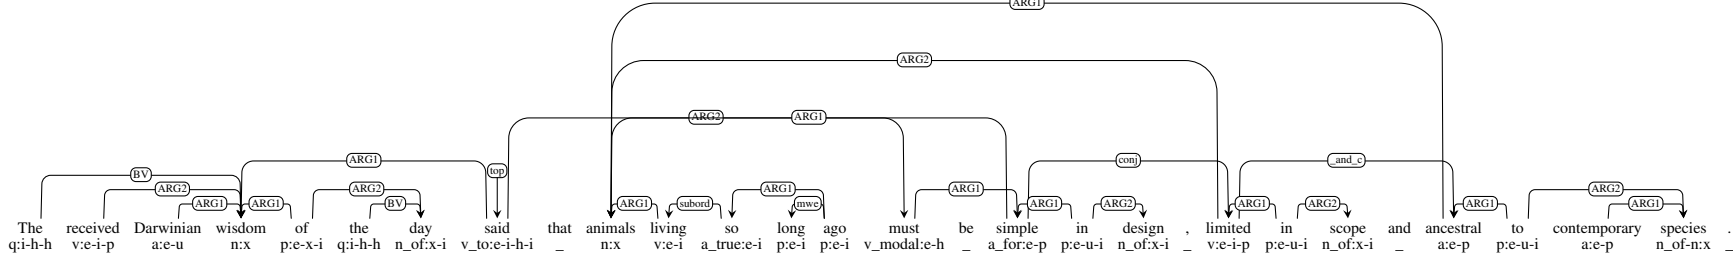 ARG1
ARG2
ARG2 ARG1
ARG1 conj _and_c
top
BV ARG2 ARG2 ARG1 ARG1 ARG2
ARG1 ARG1 BV ARG1 subord mwe ARG1 ARG2 ARG1 ARG2 ARG1 ARG1
The received Darwinian wisdom of the day said that animals living so long ago must be simple in design , limited in scope and ancestral to contemporary species .
q:i-h-h v:e-i-p a:e-u n:x p:e-x-i q:i-h-h n_of:x-i v_to:e-i-h-i _ n:x v:e-i a_true:e-i p:e-i p:e-i v_modal:e-h _ a_for:e-p p:e-u-i n_of:x-i _ v:e-i-p p:e-u-i n_of:x-i _ a:e-p p:e-u-i a:e-p n_of-n:x _